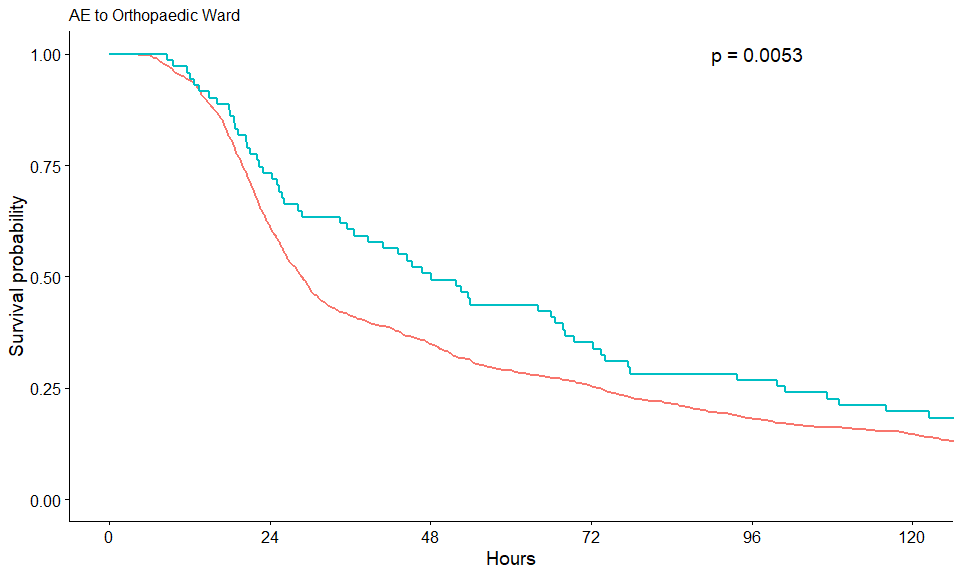 AE to Orthopaedic Ward
p = 0.0053
1.00
0.75
0.50
0.25
0.00
Survival probability
0 24 48 72 96 120
Hours